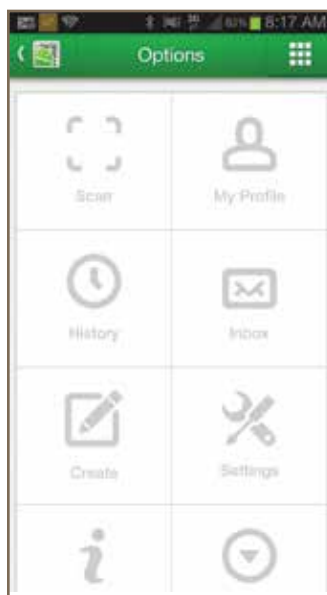 8:17 AM
Options
Scan
My Profile
History
Inbox
Create
Settings